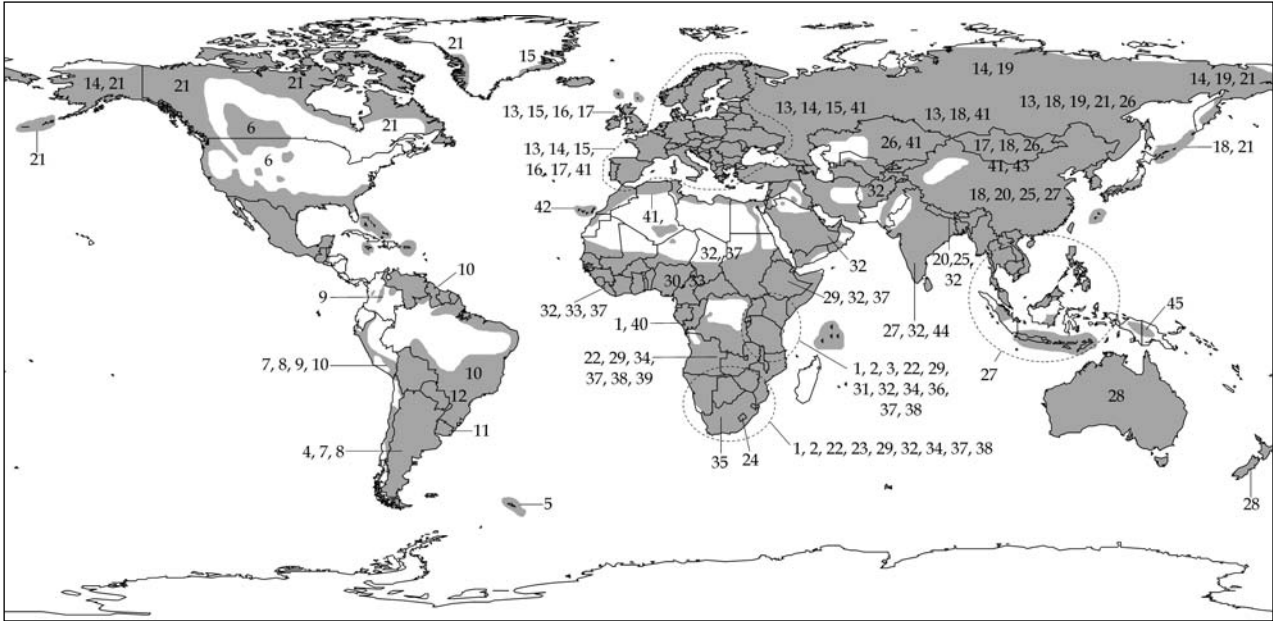 21
15
14, 21
21
21
14, 19
14, 19, 21
13, 15, 16, 17
13, 14, 15, 41
13, 18, 41
13, 18, 19, 21, 26
21
6
21
6
13, 14, 15,
16, 17, 41
26, 41
17, 18, 26,
41, 43
18, 21
32
18, 20, 25, 27
42
41,
32, 37
32
20, 25,
32
10
9
30, 33
32, 33, 37
29, 32, 37
45
1, 40
27, 32, 44
7, 8, 9, 10
10
22, 29, 34,
37, 38, 39
1, 2, 3, 22, 29,
31, 32, 34, 36,
37, 38
27
12
28
11
4, 7, 8
35
24
1, 2, 22, 23, 29, 32, 34, 37, 38
5
28